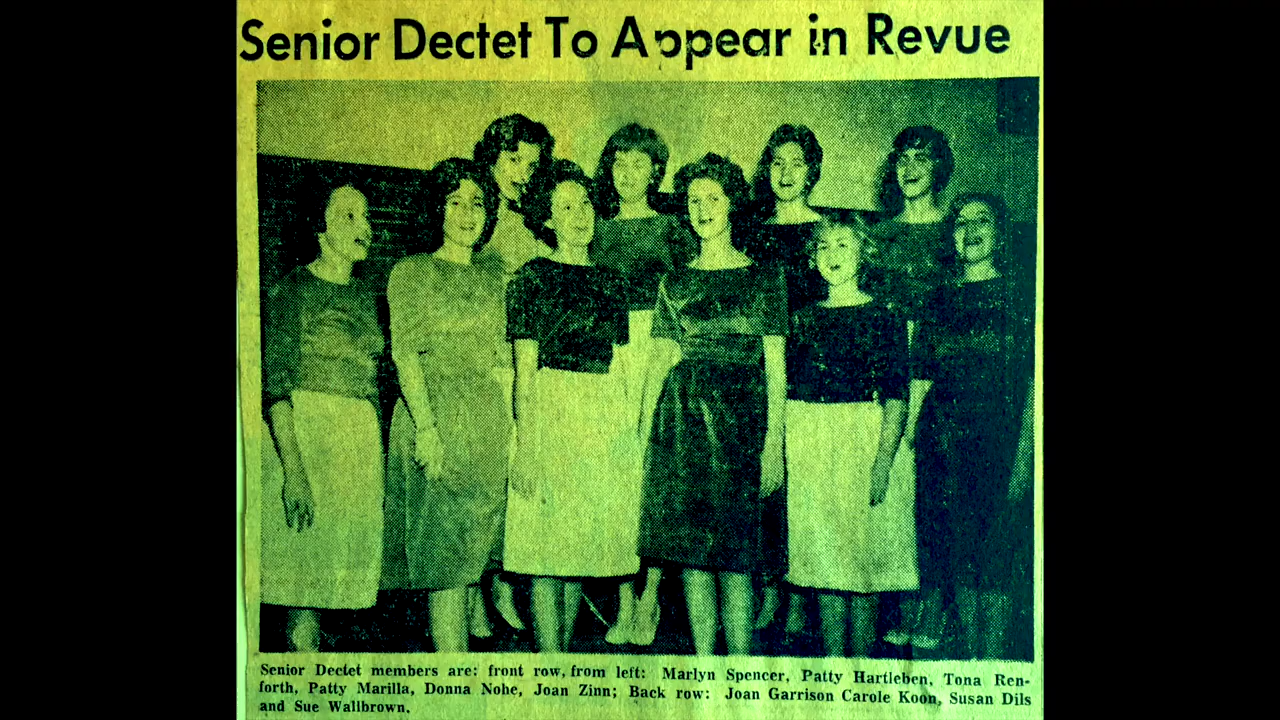 Senior Dectet To Appear in Revue
Senior Dectet members are: front row, from left: Marlyn Spencer, Patty Hartleben, Tona Ren-
forth, Patty Marilla, Donna Nohe, Joan Zinn; Back row: Joan Garrison Carole Koon, Susan Dils
and Sue Wallbrown.